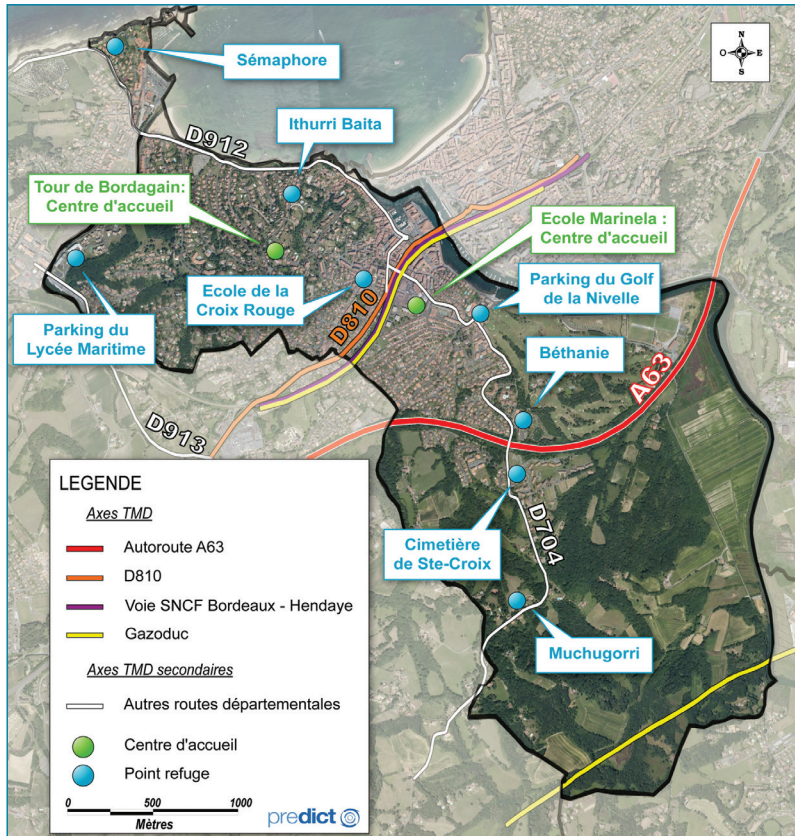 N
O
E
S
Sémaphore
Ithurri Baita
D912
Tour de Bordagain:
Centre d'accueil
Ecole Marinela :
Centre d'accueil
Ecole de la
Croix Rouge
D810
Parking du Golf
de la Nivelle
Parking du
Lycée Maritime
Béthanie
A63
D913
D704
Cimetière
de Ste-Croix
Muchugorri
LEGENDE
Axes TMD
Autoroute A63
D810
Voie SNCF Bordeaux - Hendaye
Gazoduc
Axes TMD secondaires
Autres routes départementales
Centre d'accueil
Point refuge
0 500 1000
Mètres
predict